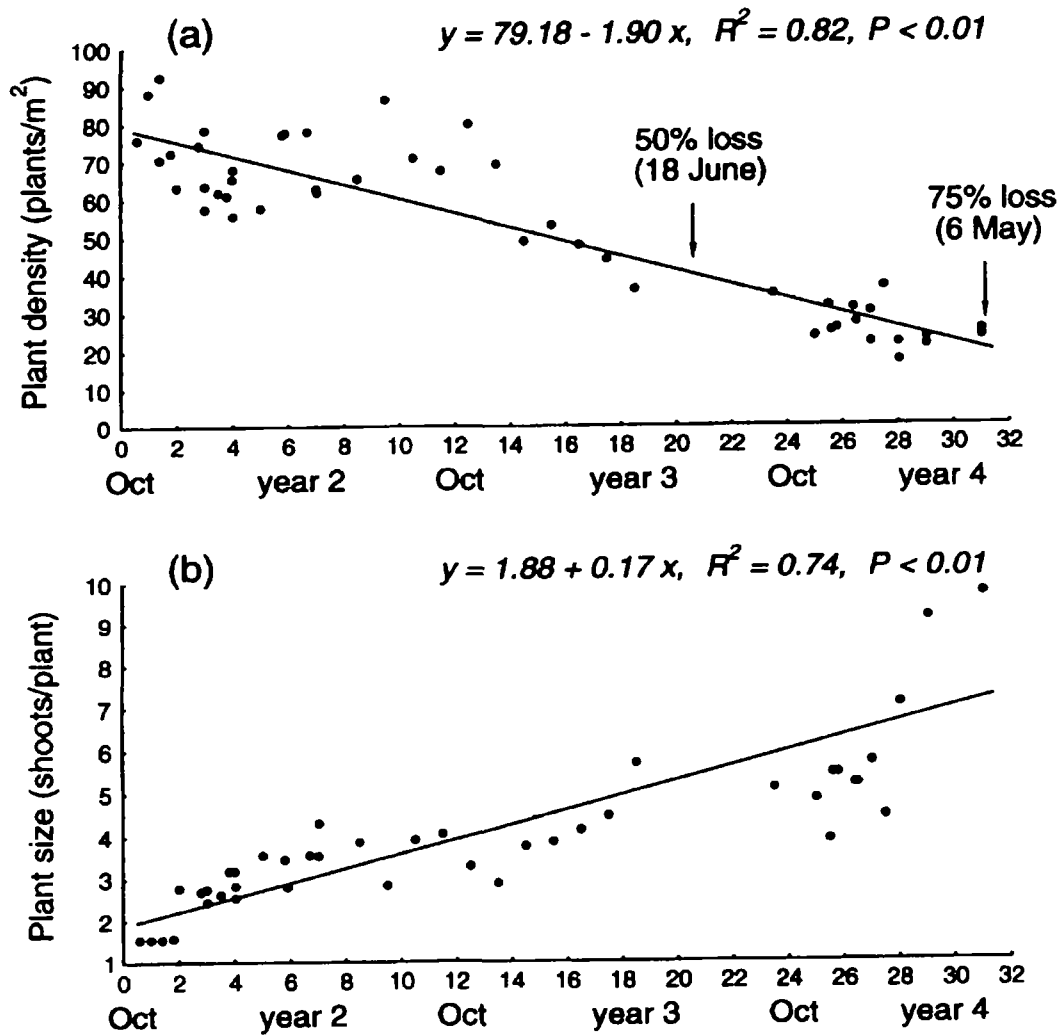 (a)
y = 79.18 - 1.90 x, R² = 0.82, P < 0.01
Plant density (plants/m²)
100
90
80
70
60
50
40
30
20
10
0
50% loss
(18 June)
75% loss
(6 May)
0 2 4 6 8 10 12 14 16 18 20 22 24 26 28 30 32
Oct year 2 Oct year 3 Oct year 4
(b)
y = 1.88 + 0.17 x, R² = 0.74, P < 0.01
Plant size (shoots/plant)
10
9
8
7
6
5
4
3
2
1
0 2 4 6 8 10 12 14 16 18 20 22 24 26 28 30 32
Oct year 2 Oct year 3 Oct year 4